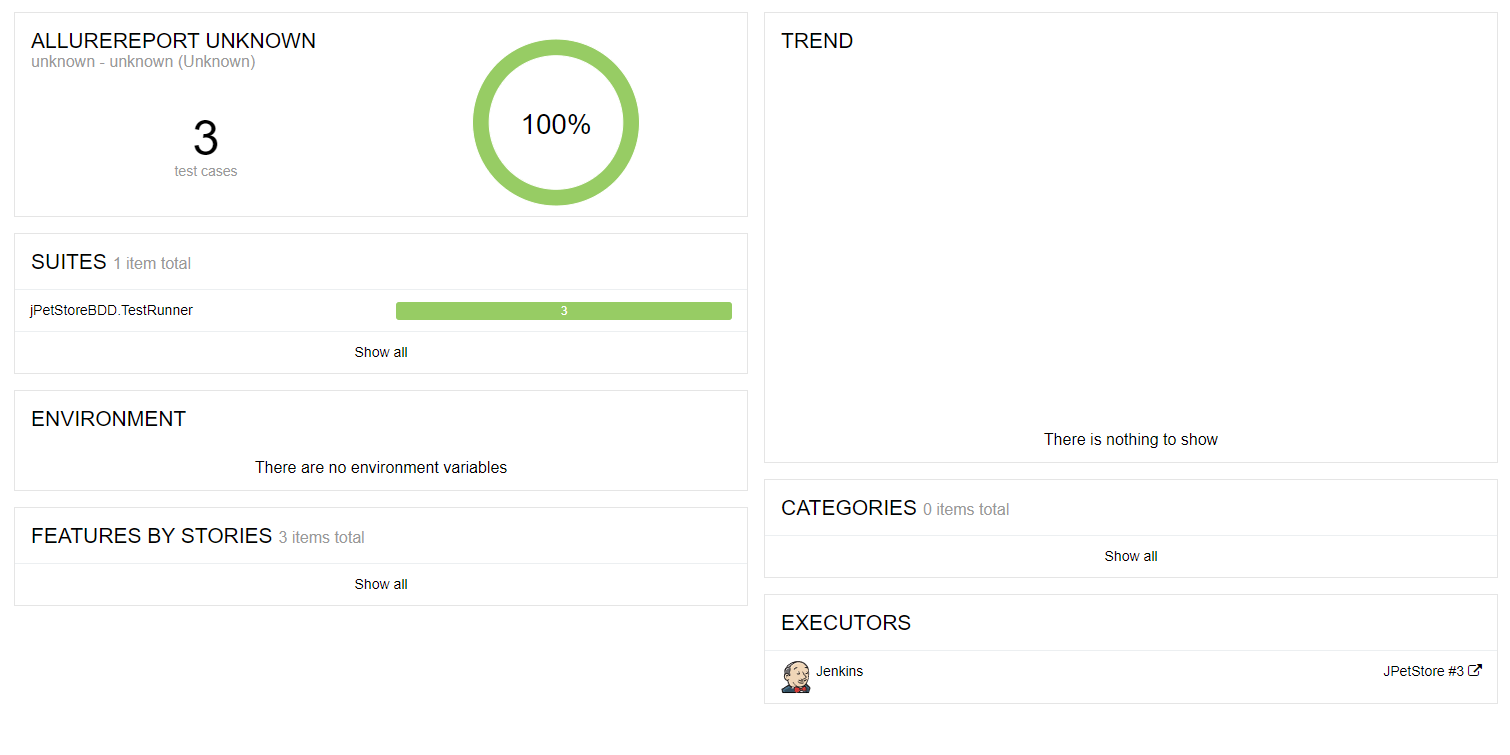 ALLUREREPORT UNKNOWN
unknown - unknown (Unknown)
3
test cases
100%
SUITES 1 item total
jPetStoreBDD.TestRunner 3
Show all
ENVIRONMENT
There are no environment variables
FEATURES BY STORIES 3 items total
Show all
TREND
There is nothing to show
CATEGORIES 0 items total
Show all
EXECUTORS
Jenkins JPetStore #3